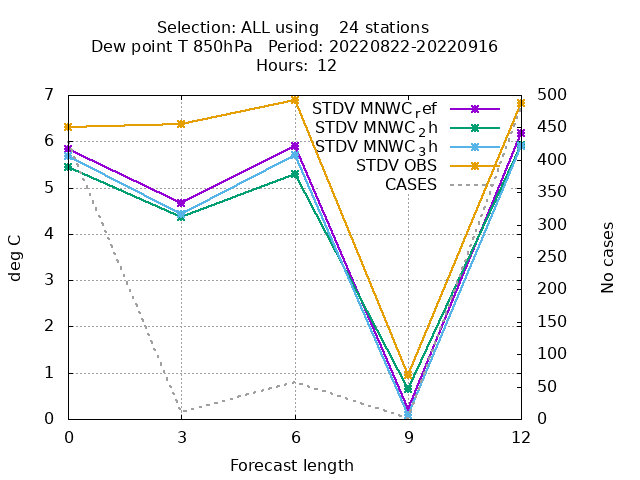 Selection: ALL using    24 stations
Dew point T 850hPa   Period: 20220822-20220916
Hours: 12
7
6
5
4
3
2
1
0
500
450
400
350
300
250
200
150
100
50
0
STDV MNWC_ref
STDV MNWC_2h
STDV MNWC_3h
STDV OBS
CASES
deg C
No cases
0
3
6
9
12
Forecast length